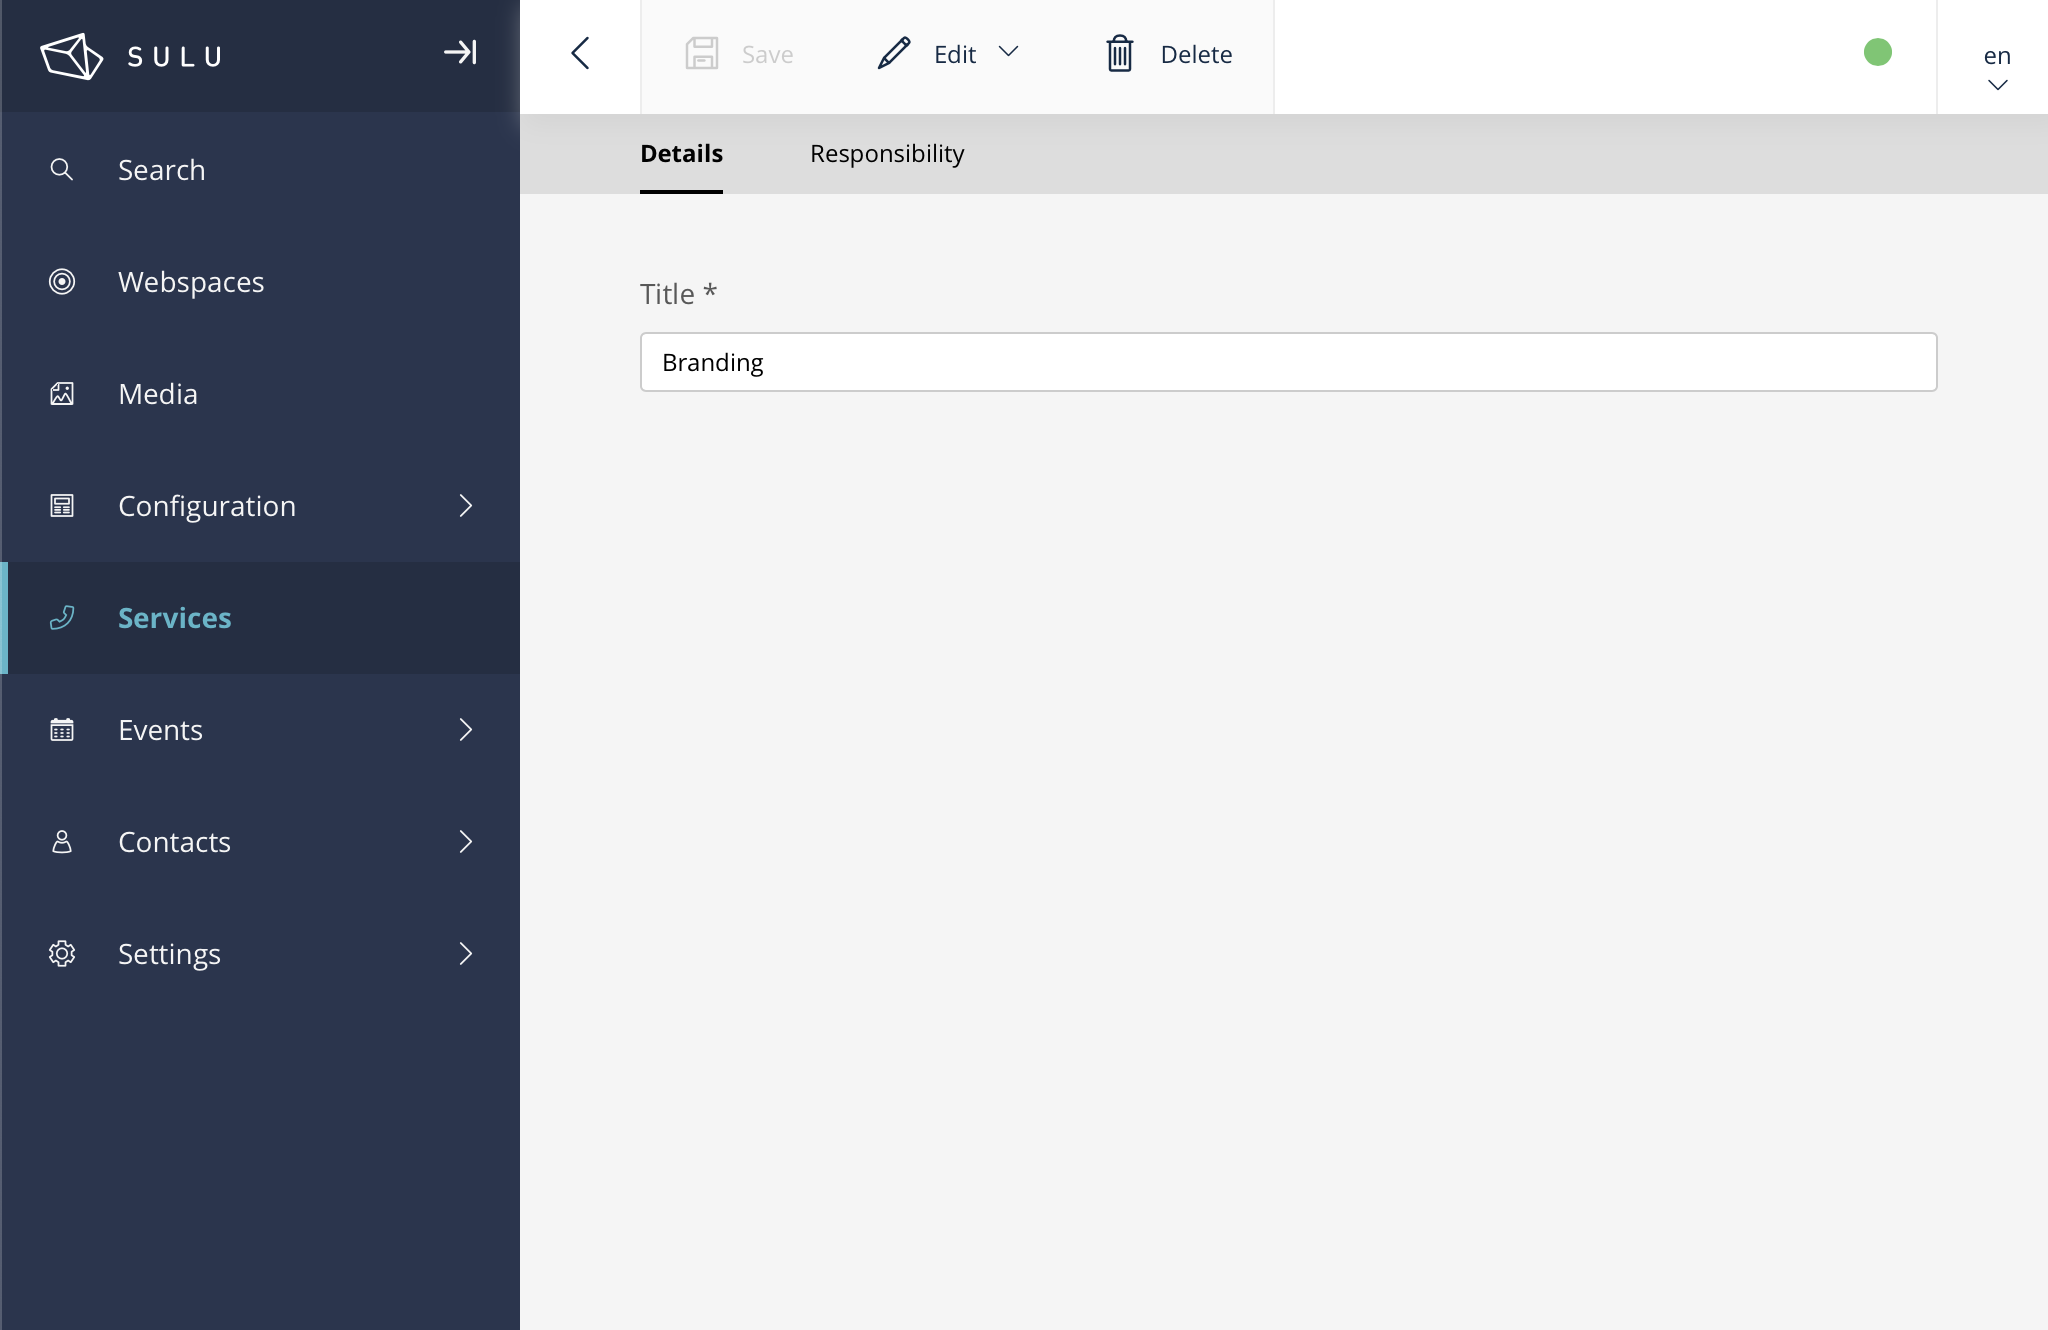 SULU
Search
Webspaces
Media
Configuration
Services
Events
Contacts
Settings
Save
Edit
Delete
en
Details
Responsibility
Title *
Branding